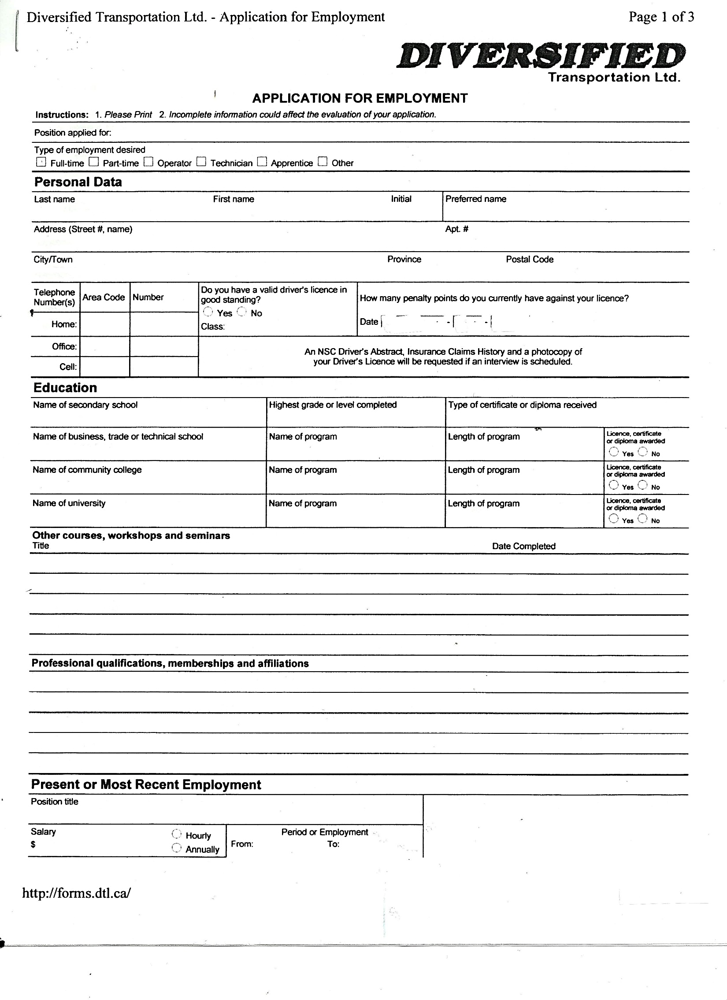 Diversified Transportation Ltd. - Application for Employment Page 1 of 3
DIVERSIFIED
Transportation Ltd.
APPLICATION FOR EMPLOYMENT
Instructions: 1. Please Print 2. Incomplete information could affect the evaluation of your application.
Position applied for:
Type of employment desired
Full-time Part-time Operator Technician Apprentice Other
Personal Data
Last name First name Initial Preferred name
Address (Street #, name) Apt. #
City/Town Province Postal Code
Telephone
Number(s)
Area Code
Number
Do you have a valid driver's licence in
good standing?
Yes No
Class:
How many penalty points do you currently have against your licence?
Date
Home:
Office:
Cell:
An NSC Driver's Abstract, Insurance Claims History and a photocopy of
your Driver's Licence will be requested if an interview is scheduled.
Education
Name of secondary school Highest grade or level completed Type of certificate or diploma received
Name of business, trade or technical school Name of program Length of program
Licence, certificate
or diploma awarded
Yes No
Name of community college Name of program Length of program
Licence, certificate
or diploma awarded
Yes No
Name of university Name of program Length of program
Licence, certificate
or diploma awarded
Yes No
Other courses, workshops and seminars
Title Date Completed
Professional qualifications, memberships and affiliations
Present or Most Recent Employment
Position title
Salary
$
Hourly
Annually
Period or Employment
From: To:
http://forms.dtl.ca/